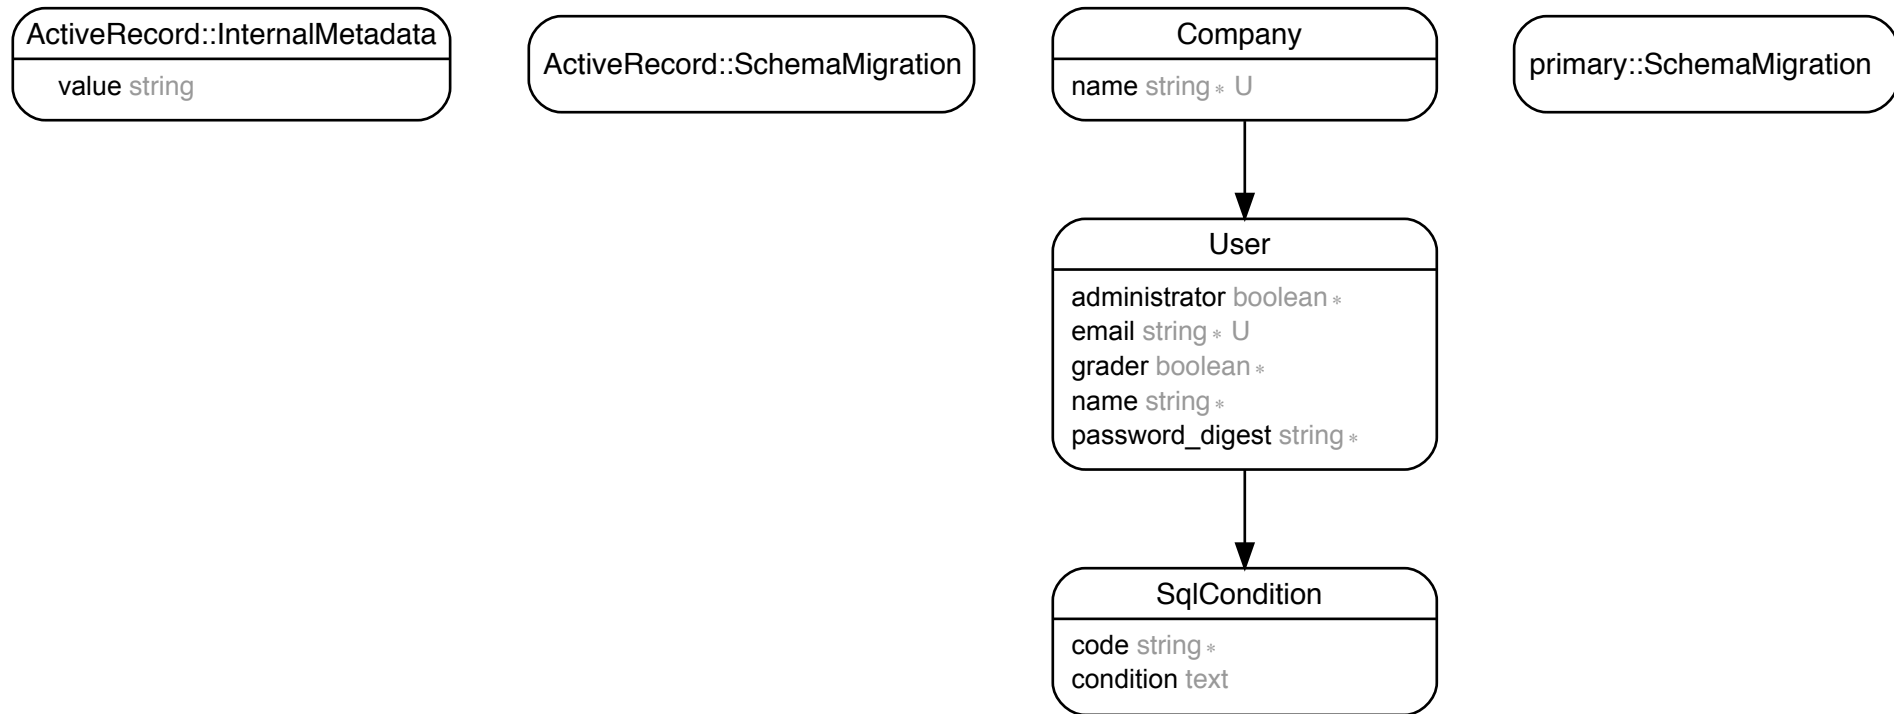 ActiveRecord::InternalMetadata
value string
ActiveRecord::SchemaMigration
Company
name string ∗ U
primary::SchemaMigration
User
administrator boolean ∗
email string ∗ U
grader boolean ∗
name string ∗
password_digest string ∗
SqlCondition
code string ∗
condition text